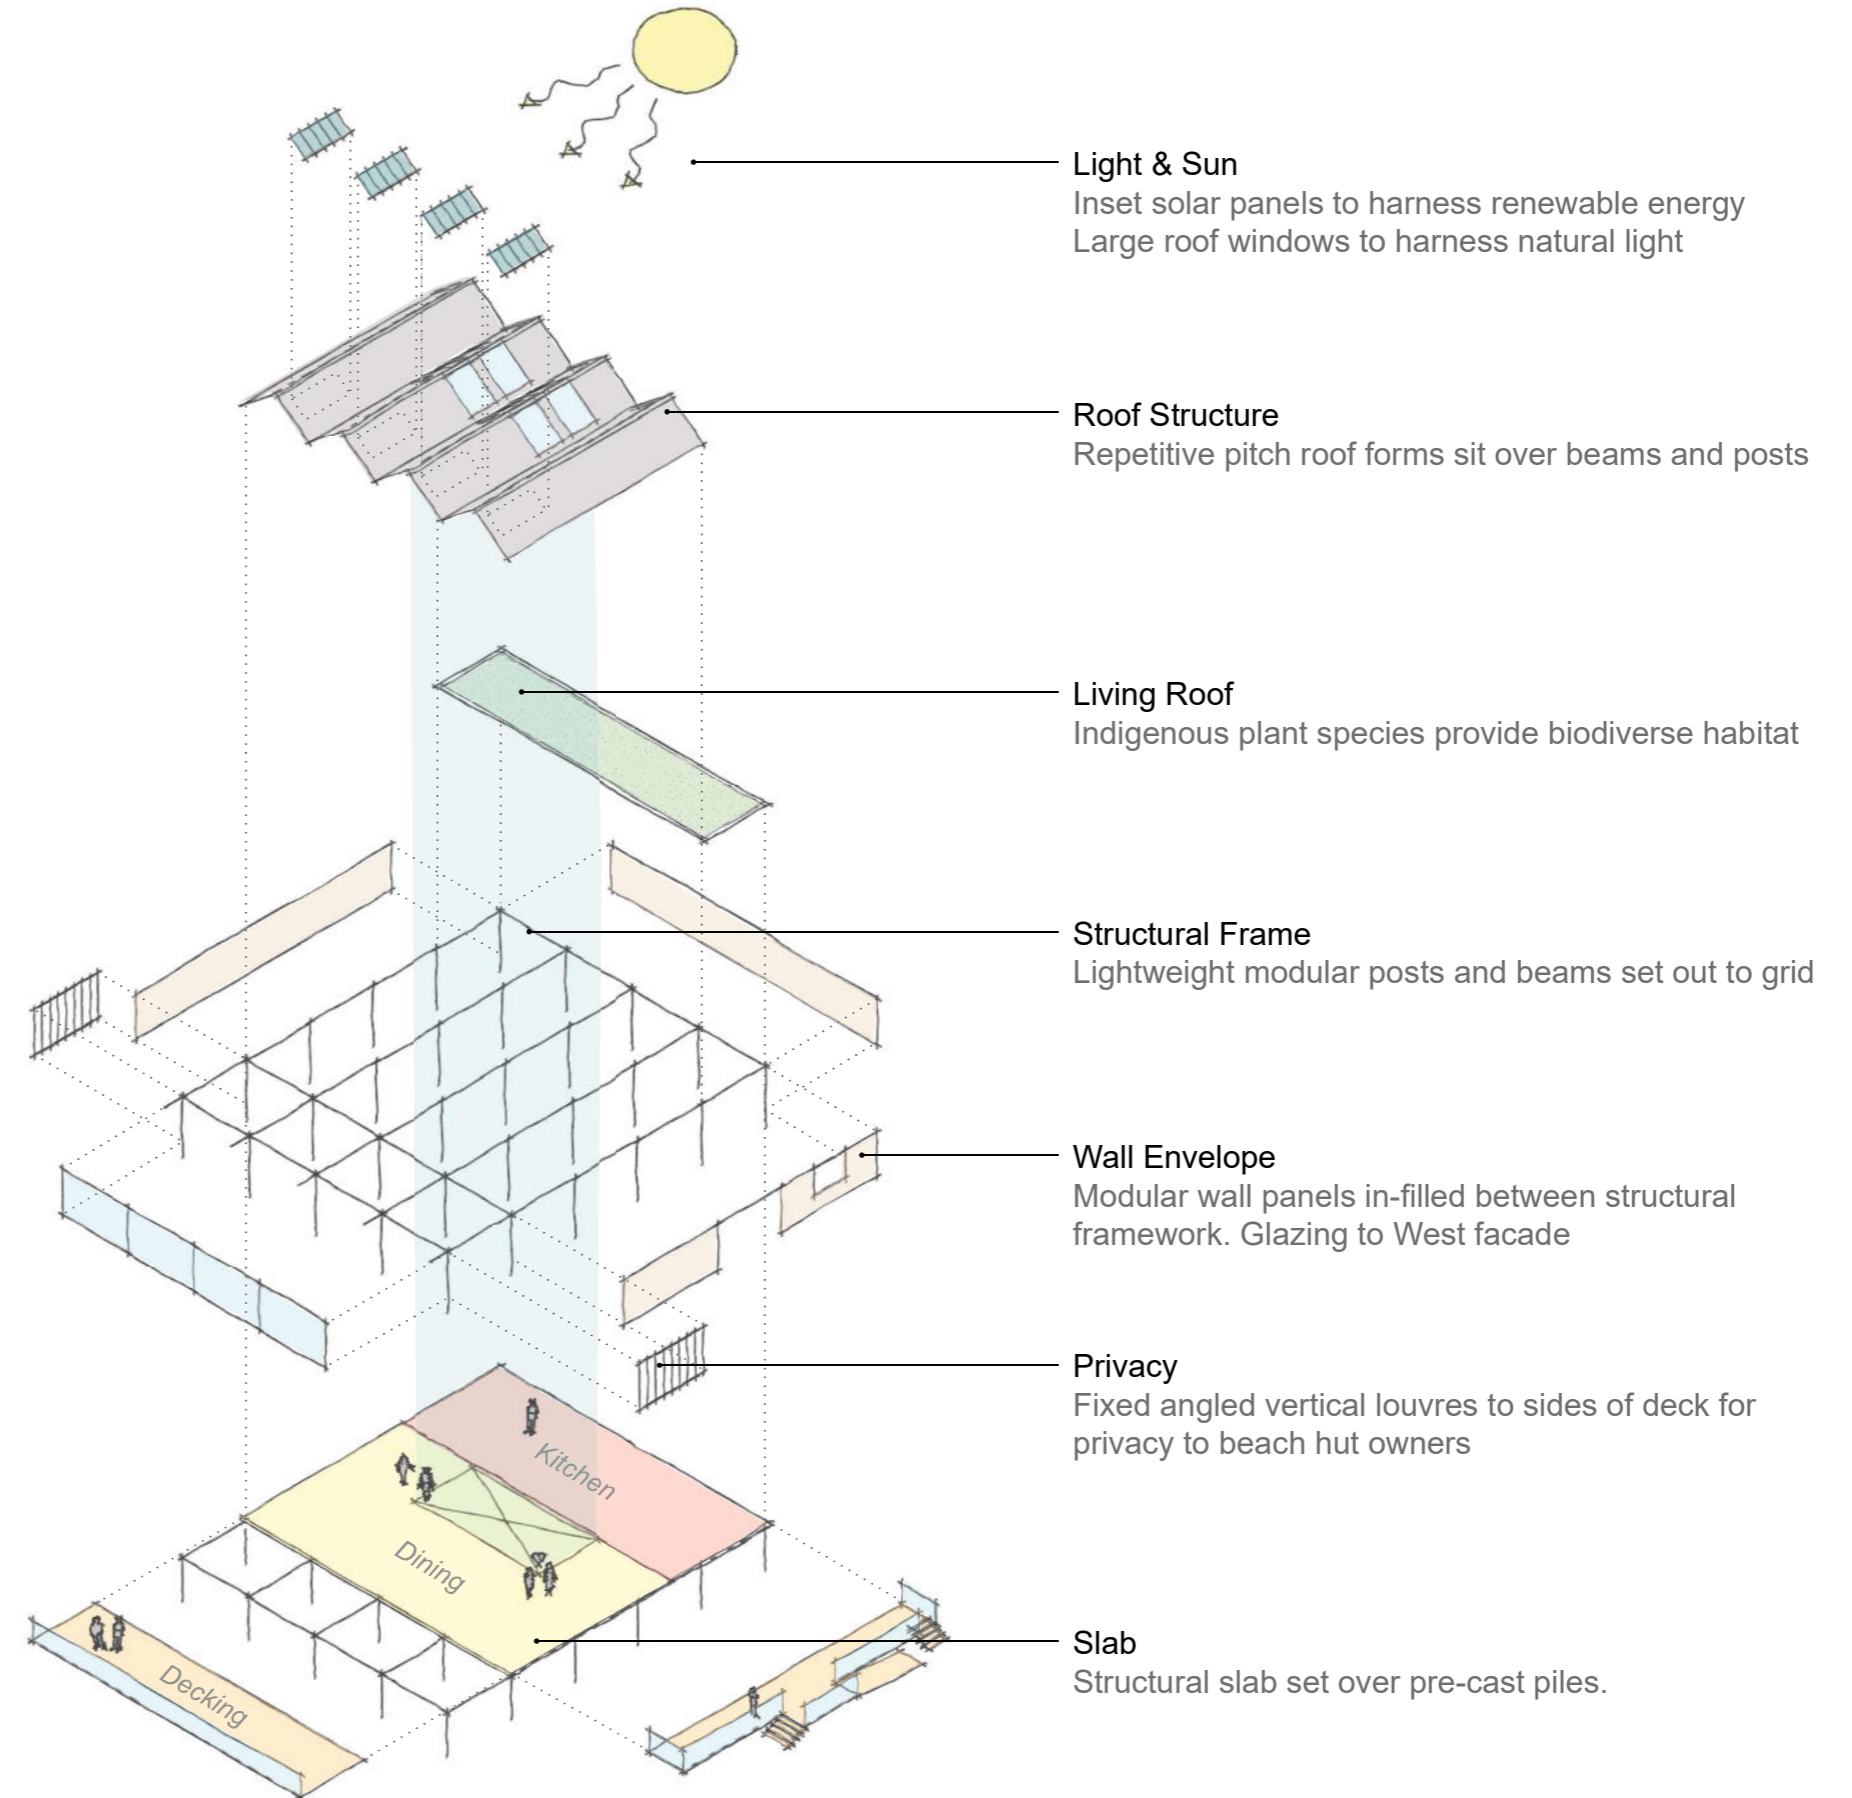 Light & Sun
Inset solar panels to harness renewable energy
Large roof windows to harness natural light
Roof Structure
Repetitive pitch roof forms sit over beams and posts
Living Roof
Indigenous plant species provide biodiverse habitat
Structural Frame
Lightweight modular posts and beams set out to grid
Wall Envelope
Modular wall panels in-filled between structural
framework. Glazing to West facade
Privacy
Fixed angled vertical louvres to sides of deck for
privacy to beach hut owners
Kitchen
Dining
Slab
Structural slab set over pre-cast piles.
Decking